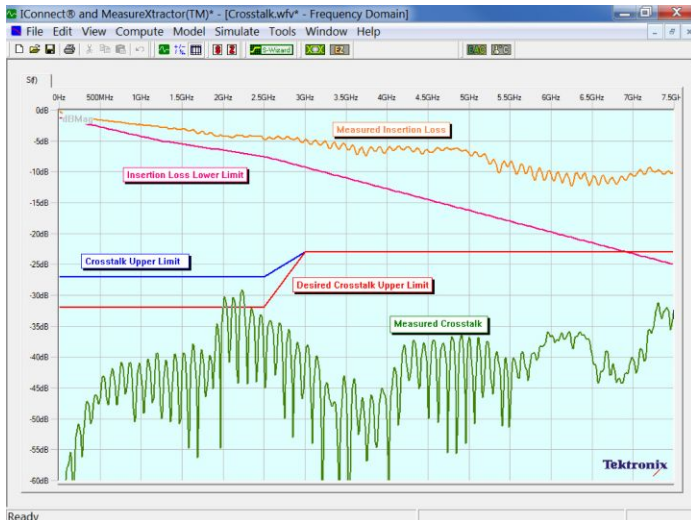 IConnect® and MeasureXtractor(TM)* - [Crosstalk.wfv* - Frequency Domain]
File Edit View Compute Model Simulate Tools Window Help
S-Wizard
S(f)
0Hz 500MHz 1GHz 1.5GHz 2GHz 2.5GHz 3GHz 3.5GHz 4GHz 4.5GHz 5GHz 5.5GHz 6GHz 6.5GHz 7GHz 7.5GH
0dB
dB|Mag
Measured Insertion Loss
-5dB
Insertion Loss Lower Limit
-10dB
-15dB
-20dB
Crosstalk Upper Limit
-25dB
Desired Crosstalk Upper Limit
-30dB
Measured Crosstalk
-35dB
-40dB
-45dB
-50dB
-55dB
Tektronix
-60dB
Ready